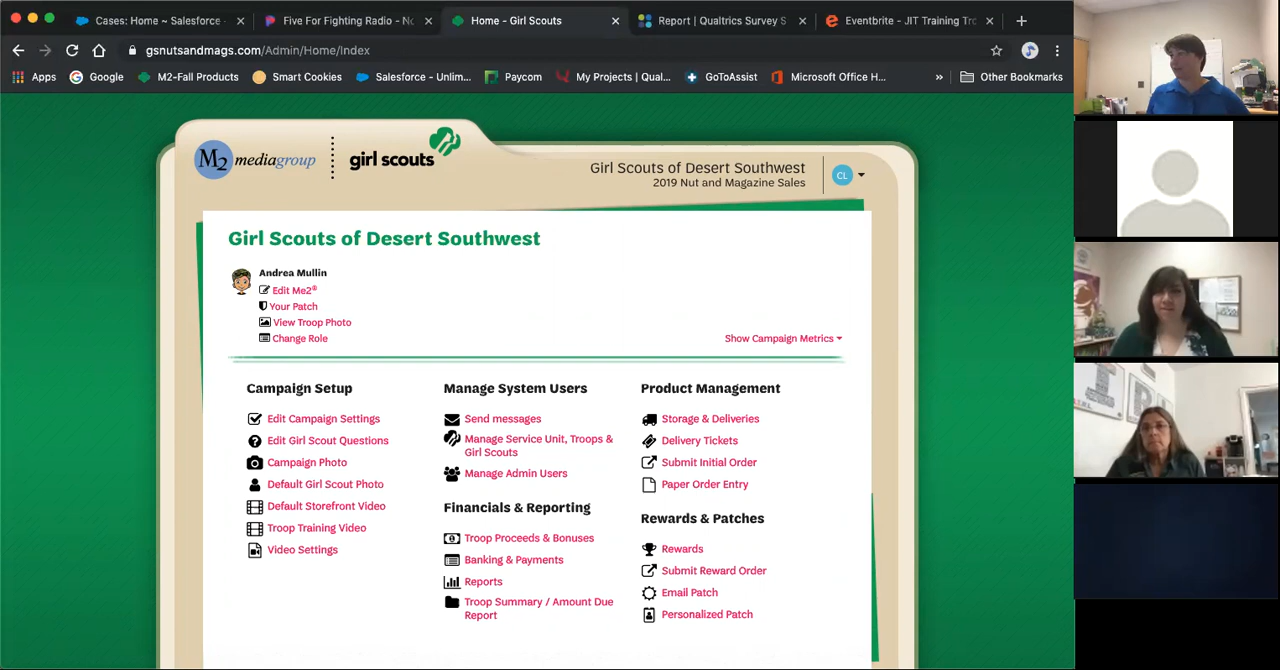 Cases: Home ~ Salesforce -
Five For Fighting Radio - No
Home - Girl Scouts
Report | Qualtrics Survey S
Eventbrite - JIT Training Tro
gsnutsandmags.com/Admin/Home/Index
Apps
Google
M2-Fall Products
Smart Cookies
Salesforce - Unlim...
Paycom
My Projects | Qual...
GoToAssist
Microsoft Office H...
»
Other Bookmarks
M2 mediagroup
girl scouts
Girl Scouts of Desert Southwest
2019 Nut and Magazine Sales
CL
Girl Scouts of Desert Southwest
Andrea Mullin
Edit Me2®
Your Patch
View Troop Photo
Change Role
Show Campaign Metrics
Campaign Setup
Edit Campaign Settings
Edit Girl Scout Questions
Campaign Photo
Default Girl Scout Photo
Default Storefront Video
Troop Training Video
Video Settings
Manage System Users
Send messages
Manage Service Unit, Troops &
Girl Scouts
Manage Admin Users
Financials & Reporting
Troop Proceeds & Bonuses
Banking & Payments
Reports
Troop Summary / Amount Due
Report
Product Management
Storage & Deliveries
Delivery Tickets
Submit Initial Order
Paper Order Entry
Rewards & Patches
Rewards
Submit Reward Order
Email Patch
Personalized Patch